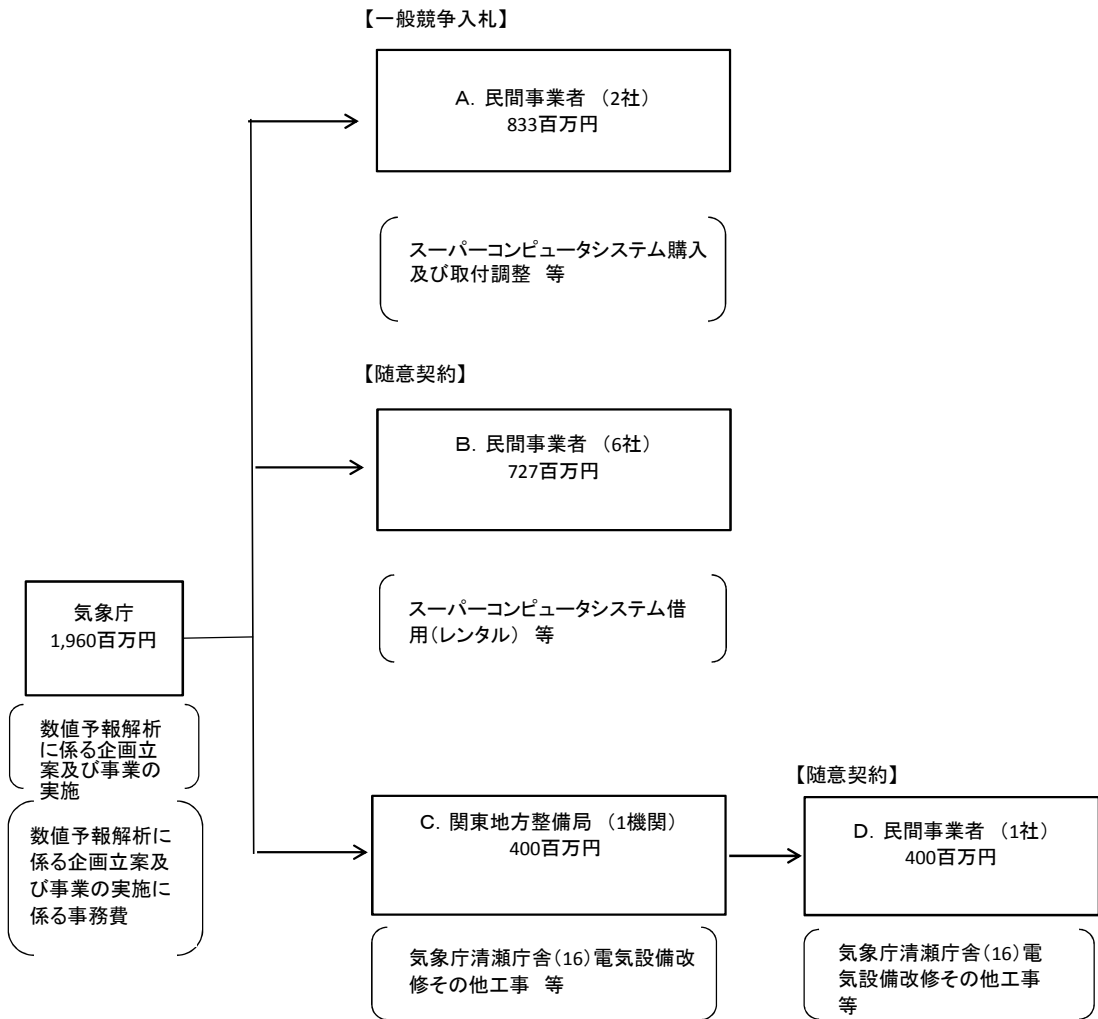 【一般競争入札】
A. 民間事業者 （2社）
833百万円
スーパーコンピュータシステム購入
及び取付調整 等
【随意契約】
B. 民間事業者 （6社）
727百万円
スーパーコンピュータシステム借
用(レンタル) 等
気象庁
1,960百万円
数値予報解析
に係る企画立
案及び事業の
実施
数値予報解析に
係る企画立案及
び事業の実施に
係る事務費
C. 関東地方整備局 （1機関）
400百万円
気象庁清瀬庁舎(16)電気設備改
修その他工事 等
【随意契約】
D. 民間事業者 （1社）
400百万円
気象庁清瀬庁舎(16)電
気設備改修その他工事
等